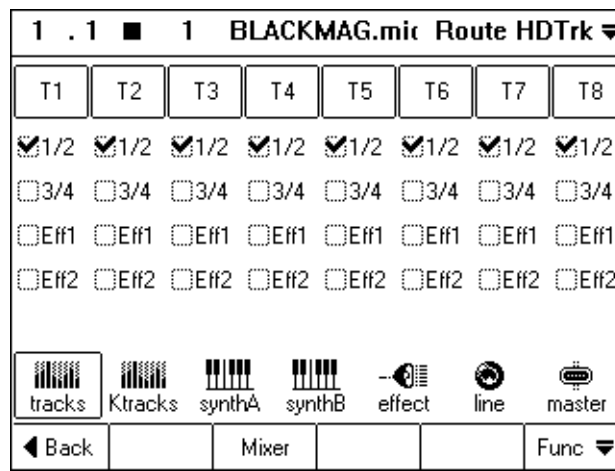 1 .1 1 BLACKMAG.mic Route HDTrk
T1 T2 T3 T4 T5 T6 T7 T8
1/2 1/2 1/2 1/2 1/2 1/2 1/2 1/2
3/4 3/4 3/4 3/4 3/4 3/4 3/4 3/4
Eff1 Eff1 Eff1 Eff1 Eff1 Eff1 Eff1 Eff1
Eff2 Eff2 Eff2 Eff2 Eff2 Eff2 Eff2 Eff2
tracks Ktracks synthA synthB effect line master
Back Mixer Func